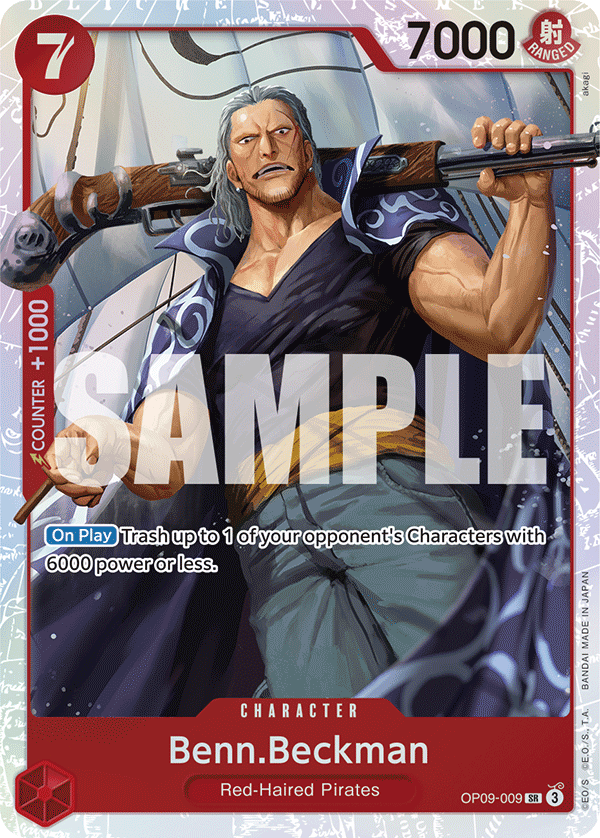 7
7000
射
RANGED
akagi
COUNTER +1000
SAMPLE
On Play Trash up to 1 of your opponent's Characters with
6000 power or less.
BANDAI MADE IN JAPAN
©EO/S ©E.O./S, T.A.
CHARACTER
Benn.Beckman
Red-Haired Pirates
OP09-009 SR 3